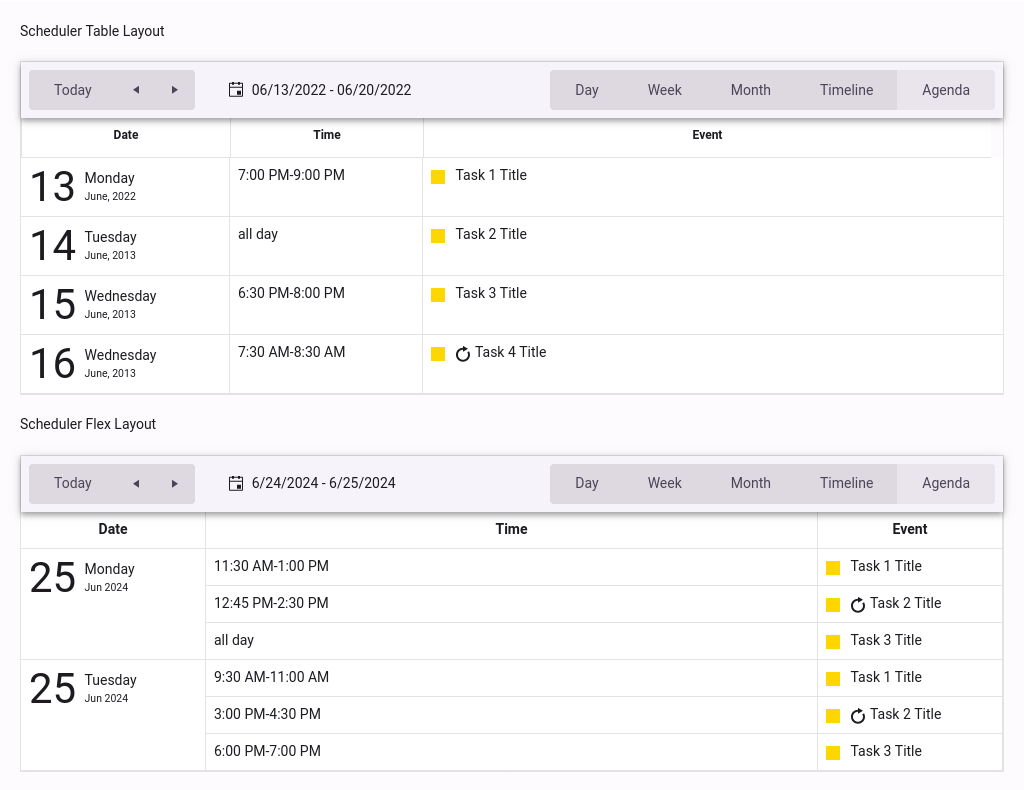 Scheduler Table Layout
Today 06/13/2022 - 06/20/2022 Day Week Month Timeline Agenda
Date Time Event
13 Monday June, 2022 7:00 PM-9:00 PM Task 1 Title
14 Tuesday June, 2013 all day Task 2 Title
15 Wednesday June, 2013 6:30 PM-8:00 PM Task 3 Title
16 Wednesday June, 2013 7:30 AM-8:30 AM Task 4 Title
Scheduler Flex Layout
Today 6/24/2024 - 6/25/2024 Day Week Month Timeline Agenda
Date Time Event
25 Monday Jun 2024 11:30 AM-1:00 PM Task 1 Title
12:45 PM-2:30 PM Task 2 Title
all day Task 3 Title
25 Tuesday Jun 2024 9:30 AM-11:00 AM Task 1 Title
3:00 PM-4:30 PM Task 2 Title
6:00 PM-7:00 PM Task 3 Title